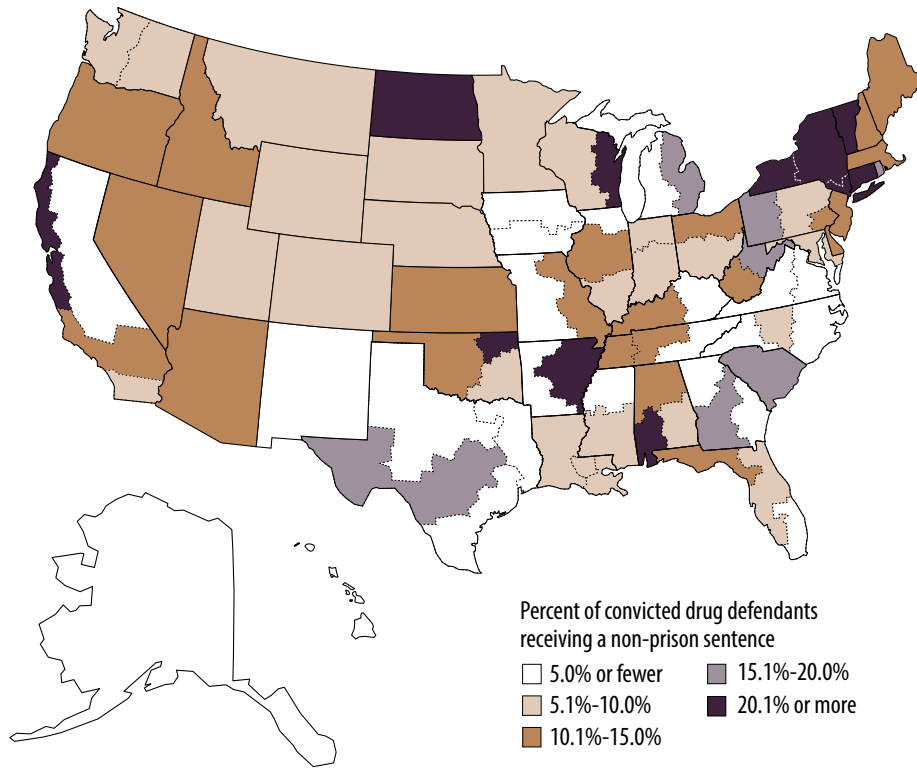 Percent of convicted drug defendants
receiving a non-prison sentence
5.0% or fewer
5.1%-10.0%
10.1%-15.0%
15.1%-20.0%
20.1% or more